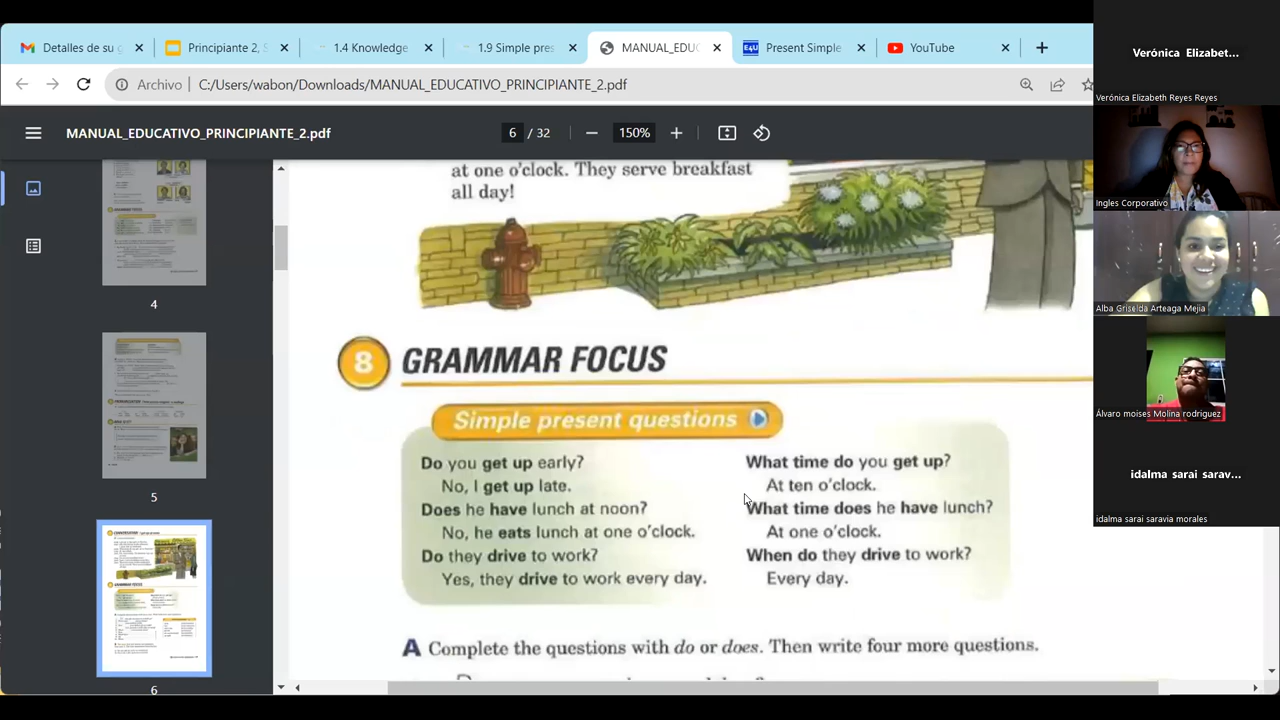 Detalles de su g
Principiante 2, S
1.4 Knowledge
1.9 Simple pres
MANUAL_EDUC
E4U
Present Simple
YouTube
Archivo
C:/Users/wabon/Downloads/MANUAL_EDUCATIVO_PRINCIPIANTE_2.pdf
MANUAL_EDUCATIVO_PRINCIPIANTE_2.pdf
6 / 32
150%
4
5
6
at one o'clock. They serve breakfast
all day!
8 GRAMMAR FOCUS
Simple present questions
Do you get up early?
No, I get up late.
Does he have lunch at noon?
No, he eats lunch at one o'clock.
Do they drive to work?
Yes, they drive to work every day.
What time do you get up?
At ten o'clock.
What time does he have lunch?
At one o'clock.
When do they drive to work?
Every day.
A Complete the questions with do or does. Then write four more questions.
Verónica Elizabet...
Verónica Elizabeth Reyes Reyes
Ingles Corporativo
Alba Griselda Arteaga Mejia
Álvaro moises Molina rodriguez
idalma sarai sarav...
idalma sarai saravia morales